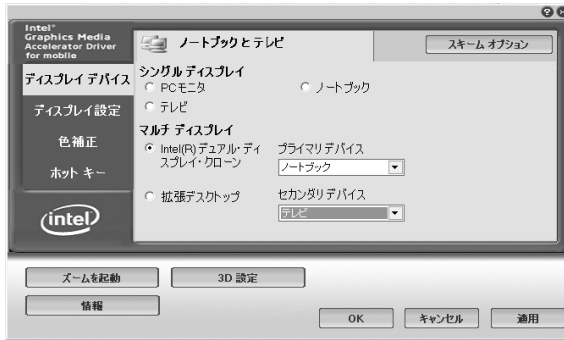 Intel®
Graphics Media
Accelerator Driver
for mobile
ノートブックとテレビ
スキーム オプション
ディスプレイ デバイス
ディスプレイ設定
色補正
ホット キー
intel
シングル ディスプレイ
PCモニタ
ノートブック
テレビ
マルチ ディスプレイ
Intel(R) デュアル・ディ
スプレイ・クローン
プライマリ デバイス
ノートブック
拡張デスクトップ
セカンダリ デバイス
テレビ
ズームを起動
3D 設定
情報
OK
キャンセル
適用